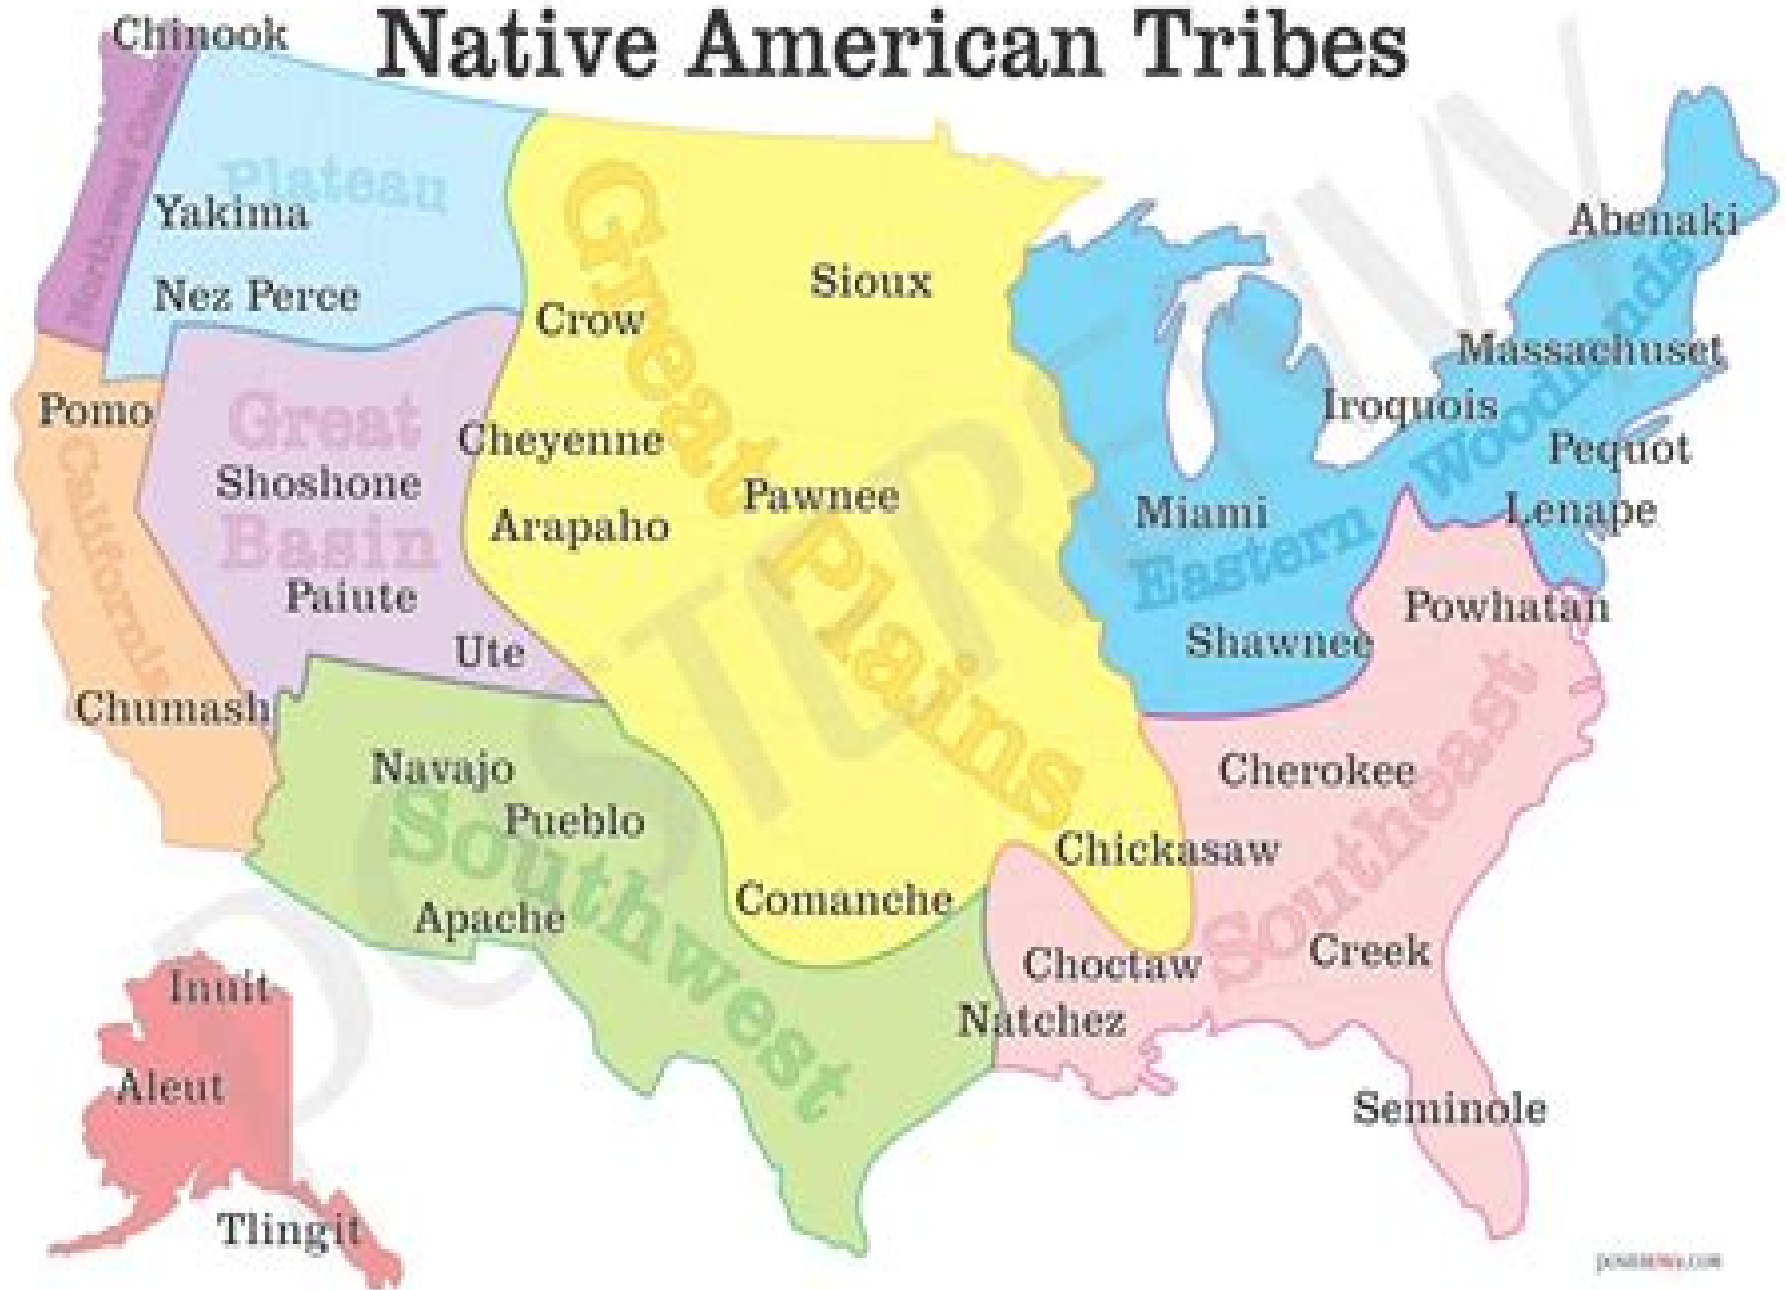 Native American Tribes
Chinook
Northwest Coast
Plateau
Yakima
Nez Perce
Great
Basin
Shoshone
Paiute
Ute
Pomo
California
Chumash
Great Plains
Sioux
Crow
Cheyenne
Pawnee
Arapaho
Comanche
Southwest
Navajo
Pueblo
Apache
Eastern Woodlands
Abenaki
Massachuset
Iroquois
Pequot
Lenape
Miami
Shawnee
Southeast
Powhatan
Cherokee
Chickasaw
Choctaw
Creek
Natchez
Seminole
Inuit
Aleut
Tlingit